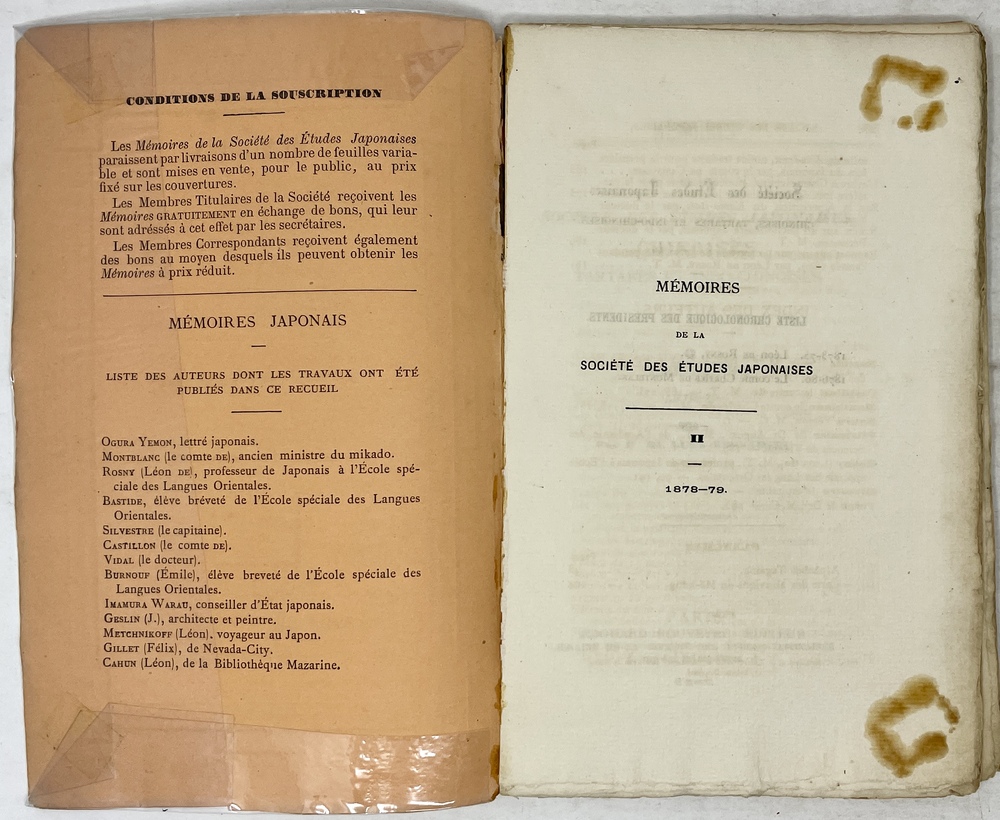 CONDITIONS DE LA SOUSCRIPTION
Les Mémoires de la Société des Études Japonaises
paraissent par livraisons d'un nombre de feuilles varia-
ble et sont mises en vente, pour le public, au prix
fixé sur les couvertures.
Les Membres Titulaires de la Société reçoivent les
Mémoires GRATUITEMENT en échange de bons, qui leur
sont adréssés à cet effet par les secrétaires.
Les Membres Correspondants reçoivent également
des bons au moyen desquels ils peuvent obtenir les
Mémoires à prix réduit.
MÉMOIRES JAPONAIS
LISTE DES AUTEURS DONT LES TRAVAUX ONT ÉTÉ
PUBLIÉS DANS CE RECUEIL
OGURA YEMON, lettré japonais.
MONTBLANC (le comte DE), ancien ministre du mikado.
ROSNY (Léon DE), professeur de Japonais à l'École spé-
ciale des Langues Orientales.
BASTIDE, élève bréveté de l'École spéciale des Langues
Orientales.
SILVESTRE (le capitaine).
CASTILLON (le comte DE).
VIDAL (le docteur).
BURNOUF (Émile), élève breveté de l'École spéciale des
Langues Orientales.
IMAMURA WARAU, conseiller d'État japonais.
GESLIN (J.), architecte et peintre.
METCHNIKOFF (Léon). voyageur au Japon.
GILLET (Félix), de Nevada-City.
CAHUN (Léon), de la Bibliothèque Mazarine.
MÉMOIRES
DE LA
SOCIÉTÉ DES ÉTUDES JAPONAISES
II
1878—79.